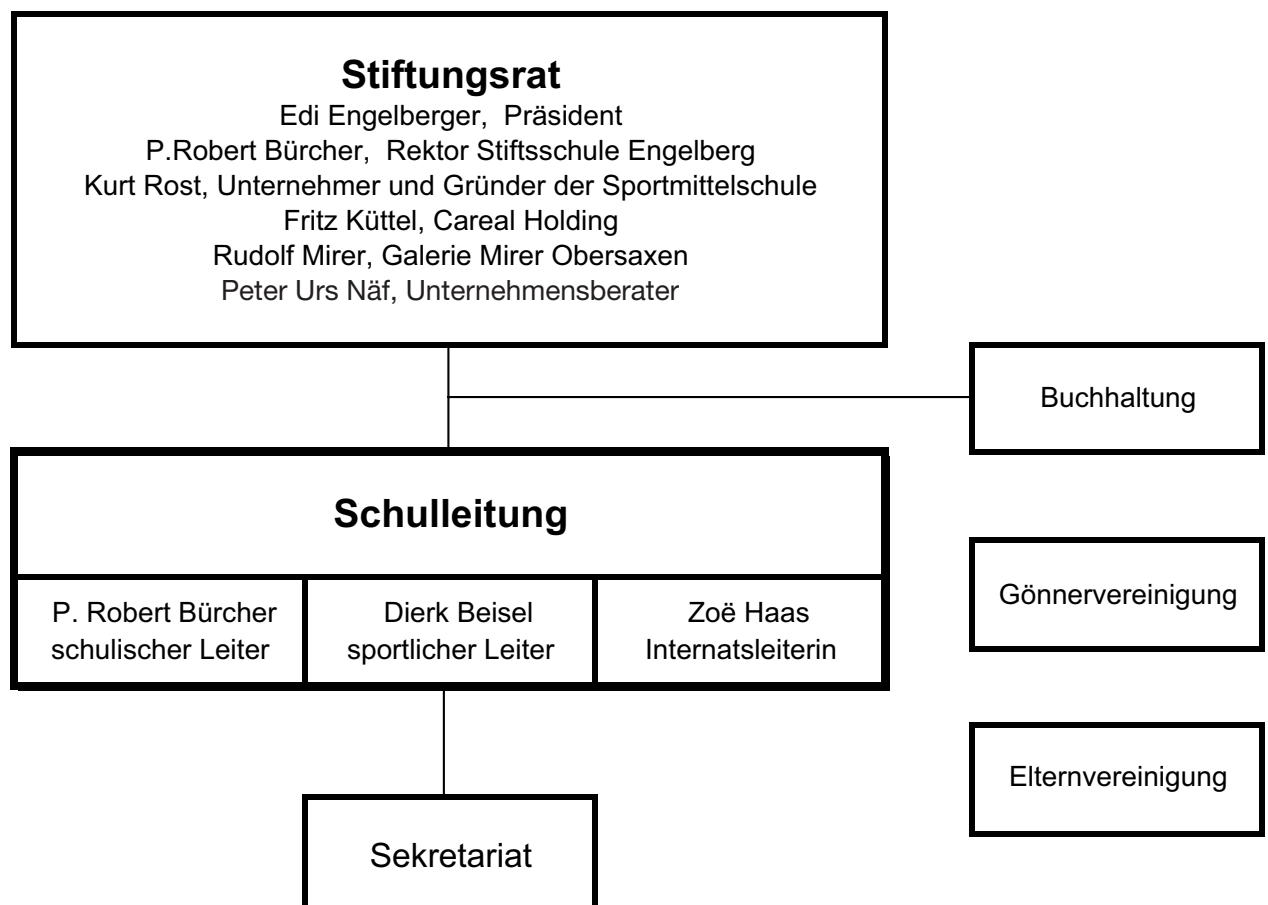 Stiftungsrat
Edi Engelberger, Präsident
P.Robert Bürcher, Rektor Stiftsschule Engelberg
Kurt Rost, Unternehmer und Gründer der Sportmittelschule
Fritz Küttel, Careal Holding
Rudolf Mirer, Galerie Mirer Obersaxen
Peter Urs Näf, Unternehmensberater
Buchhaltung
Schulleitung
P. Robert Bürcher
schulischer Leiter
Dierk Beisel
sportlicher Leiter
Zoë Haas
Internatsleiterin
Gönnervereinigung
Elternvereinigung
Sekretariat